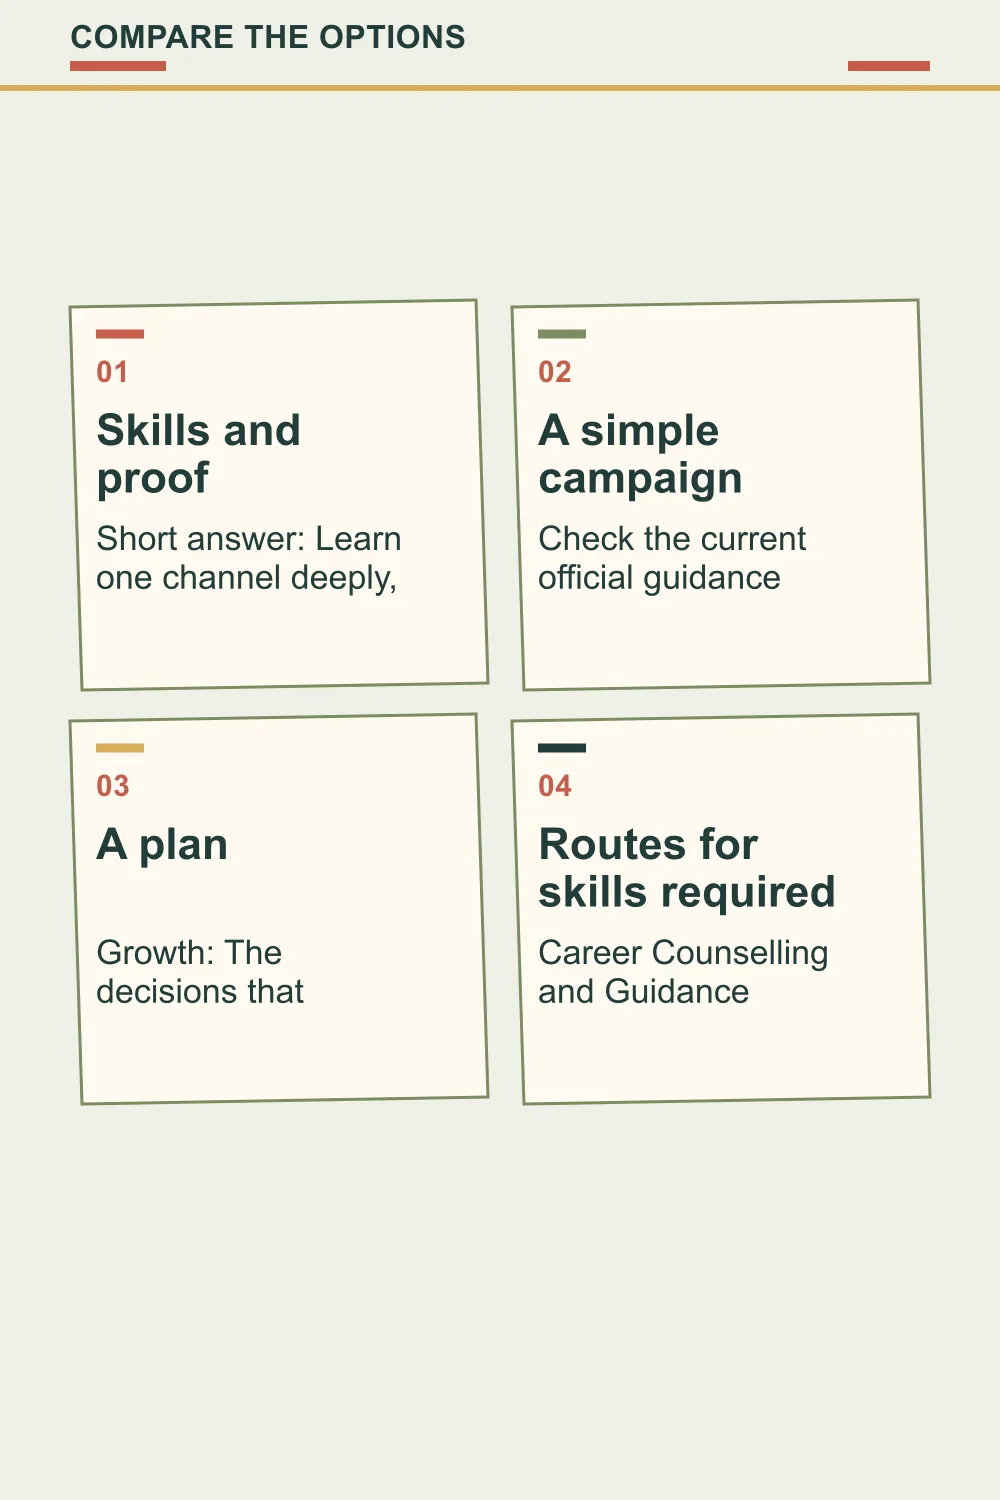 COMPARE THE OPTIONS
01
Skills and
proof
Short answer: Learn
one channel deeply,
02
A simple
campaign
Check the current
official guidance
03
A plan
Growth: The
decisions that
04
Routes for
skills required
Career Counselling
and Guidance